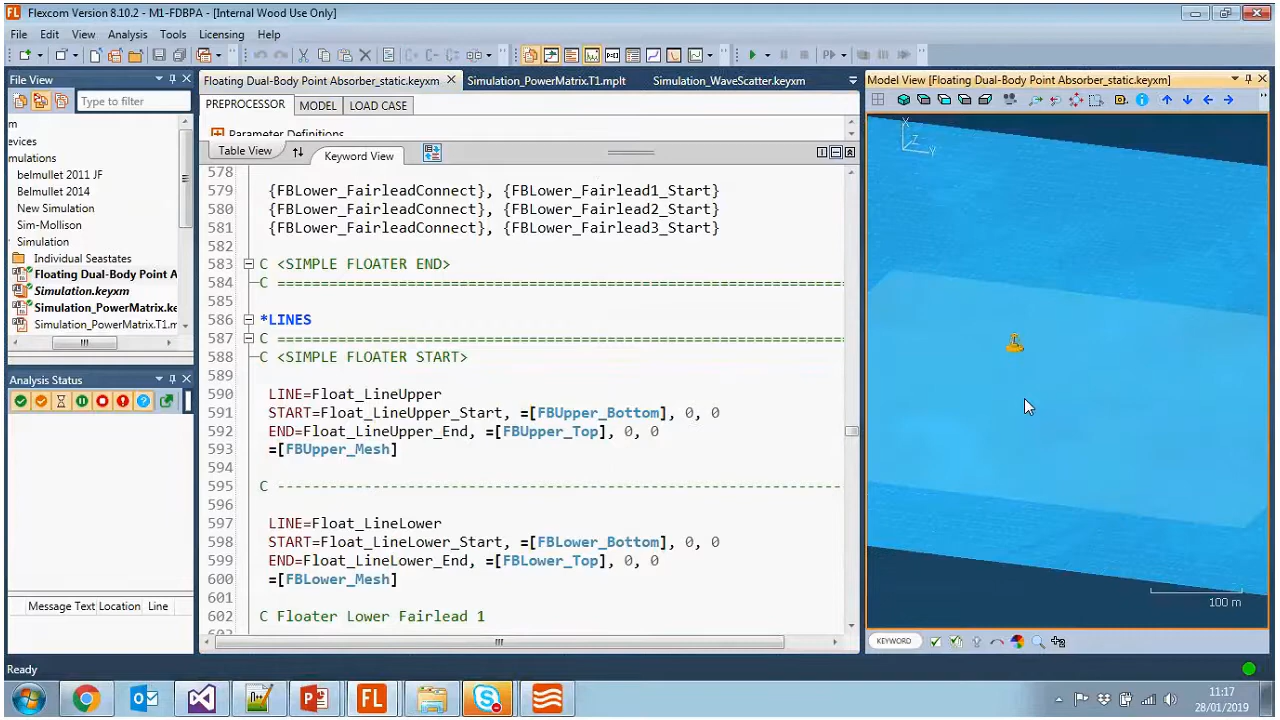 FL Flexcom Version 8.10.2 - M1-FDBPA - [Internal Wood Use Only]
File Edit View Analysis Tools Licensing Help
File View
Type to filter
m
evices
mulations
belmullet 2011 JF
Belmullet 2014
New Simulation
Sim-Mollison
Simulation
Individual Seastates
Floating Dual-Body Point A
Simulation.keyxm
Simulation_PowerMatrix.ke
Simulation_PowerMatrix.T1.m
Analysis Status
Message Text Location Line
Floating Dual-Body Point Absorber_static.keyxm Simulation_PowerMatrix.T1.mplt Simulation_WaveScatter.keyxm
PREPROCESSOR MODEL LOAD CASE
Parameter Definitions
Table View Keyword View
578
579 {FBLower_FairleadConnect}, {FBLower_Fairlead1_Start}
580 {FBLower_FairleadConnect}, {FBLower_Fairlead2_Start}
581 {FBLower_FairleadConnect}, {FBLower_Fairlead3_Start}
582
583 C <SIMPLE FLOATER END>
584 C ==================================================================
585
586 *LINES
587 C ==================================================================
588 C <SIMPLE FLOATER START>
589
590 LINE=Float_LineUpper
591 START=Float_LineUpper_Start, =[FBUpper_Bottom], 0, 0
592 END=Float_LineUpper_End, =[FBUpper_Top], 0, 0
593 =[FBUpper_Mesh]
594
595 C ------------------------------------------------------------------
596
597 LINE=Float_LineLower
598 START=Float_LineLower_Start, =[FBLower_Bottom], 0, 0
599 END=Float_LineLower_End, =[FBLower_Top], 0, 0
600 =[FBLower_Mesh]
601
602 C Floater Lower Fairlead 1
Model View [Floating Dual-Body Point Absorber_static.keyxm]
X
Z
Y
100 m
KEYWORD
Ready
FL
11:17
28/01/2019